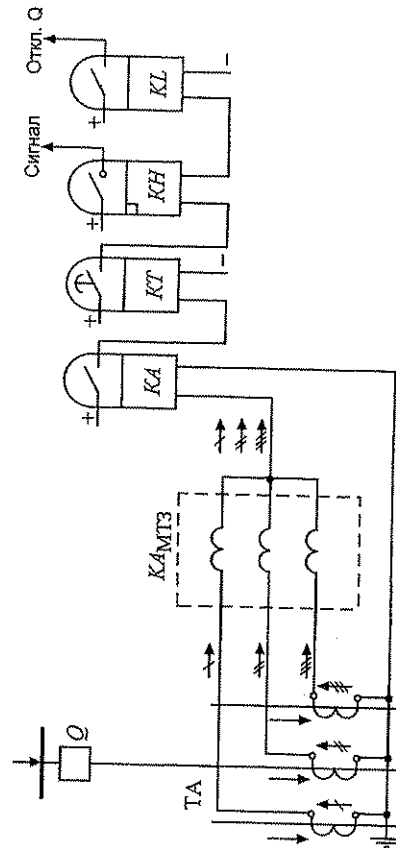 Откл. Q
Сигнал
+
KL
−
+
KH
+
KT
−
+
KA
KAМТЗ
Q
TA